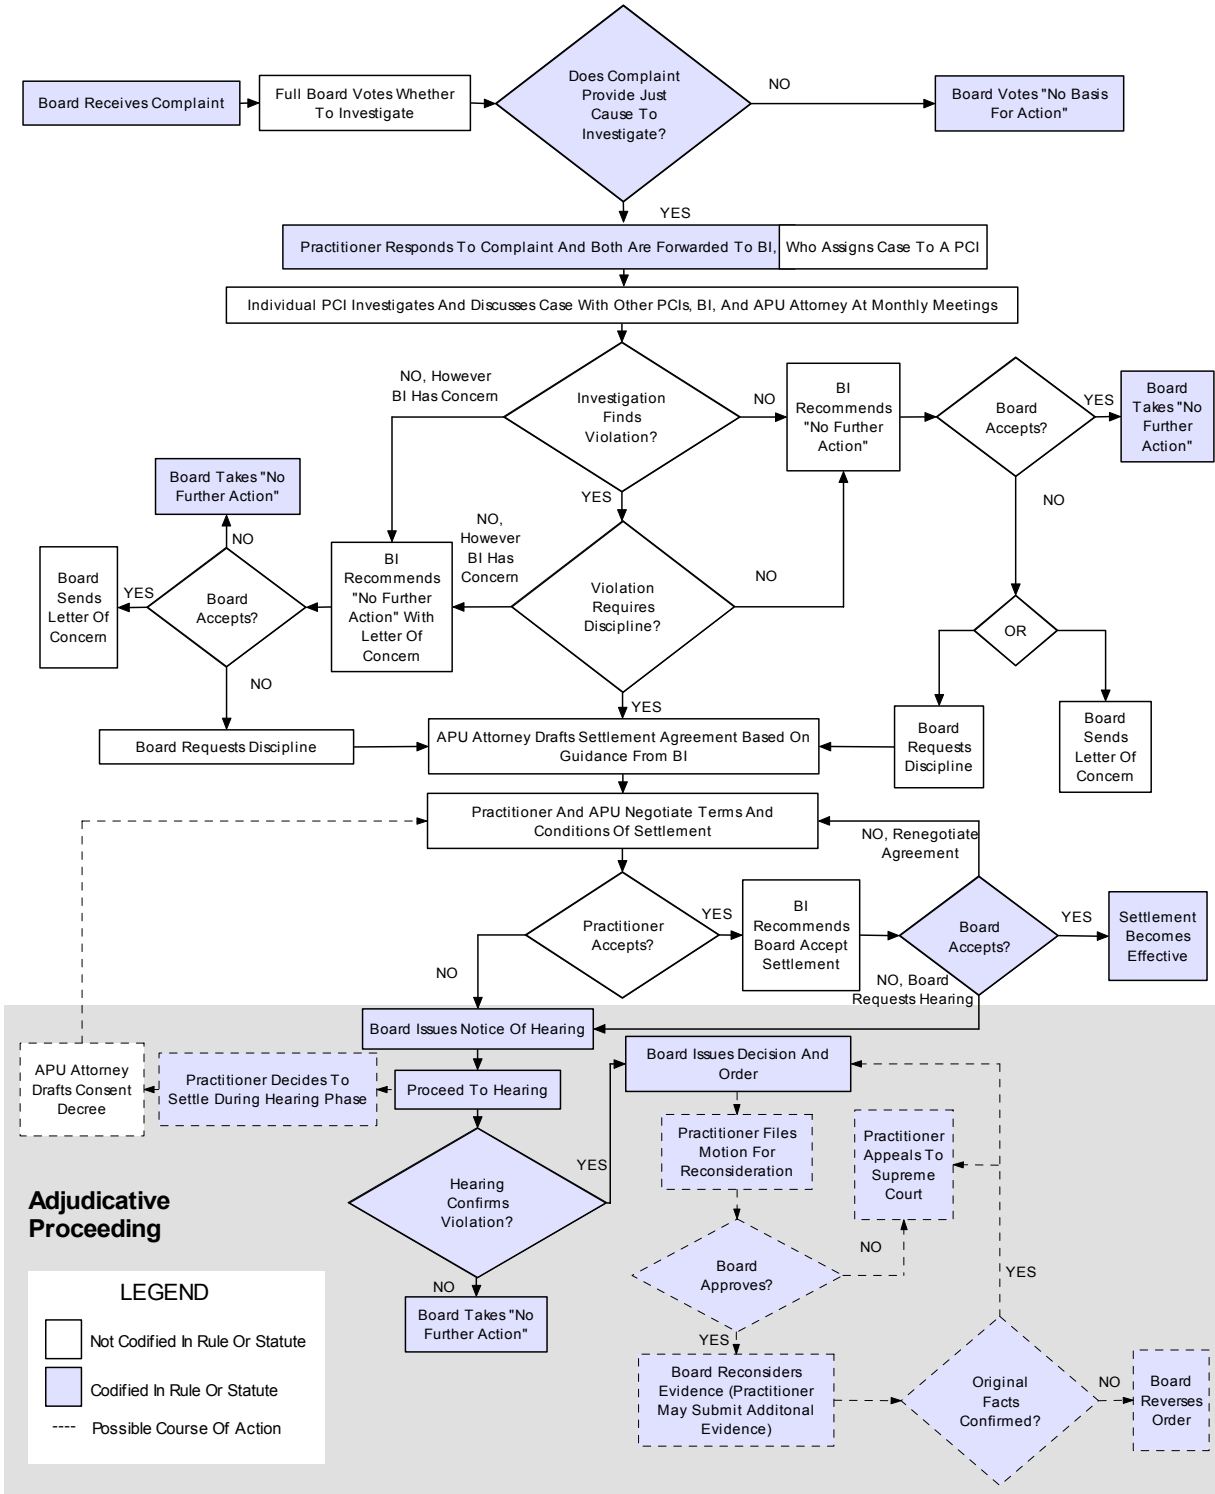 Board Receives Complaint
Full Board Votes Whether
To Investigate
Does Complaint
Provide Just
Cause To
Investigate?
NO
Board Votes "No Basis
For Action"
YES
Practitioner Responds To Complaint And Both Are Forwarded To BI,
Who Assigns Case To A PCI
Individual PCI Investigates And Discusses Case With Other PCIs, BI, And APU Attorney At Monthly Meetings
NO, However
BI Has Concern
Investigation
Finds
Violation?
NO
BI
Recommends
"No Further
Action"
Board
Accepts?
YES
Board
Takes "No
Further
Action"
YES
NO
Board Takes "No
Further Action"
NO
Board
Sends
Letter Of
Concern
YES
Board
Accepts?
BI
Recommends
"No Further
Action" With
Letter Of
Concern
NO,
However
BI Has
Concern
Violation
Requires
Discipline?
NO
OR
NO
YES
Board Requests Discipline
APU Attorney Drafts Settlement Agreement Based On
Guidance From BI
Board
Requests
Discipline
Board
Sends
Letter Of
Concern
Practitioner And APU Negotiate Terms And
Conditions Of Settlement
NO, Renegotiate
Agreement
Practitioner
Accepts?
YES
BI
Recommends
Board Accept
Settlement
Board
Accepts?
YES
Settlement
Becomes
Effective
NO
NO, Board
Requests Hearing
Board Issues Notice Of Hearing
APU Attorney
Drafts Consent
Decree
Practitioner Decides To
Settle During Hearing Phase
Proceed To Hearing
Board Issues Decision And
Order
Practitioner Files
Motion For
Reconsideration
Practitioner
Appeals To
Supreme
Court
Hearing
Confirms
Violation?
YES
Adjudicative
Proceeding
Board
Approves?
NO
YES
NO
Board Takes "No
Further Action"
YES
Board Reconsiders
Evidence (Practitioner
May Submit Additonal
Evidence)
Original
Facts
Confirmed?
NO
Board
Reverses
Order
LEGEND
Not Codified In Rule Or Statute
Codified In Rule Or Statute
Possible Course Of Action